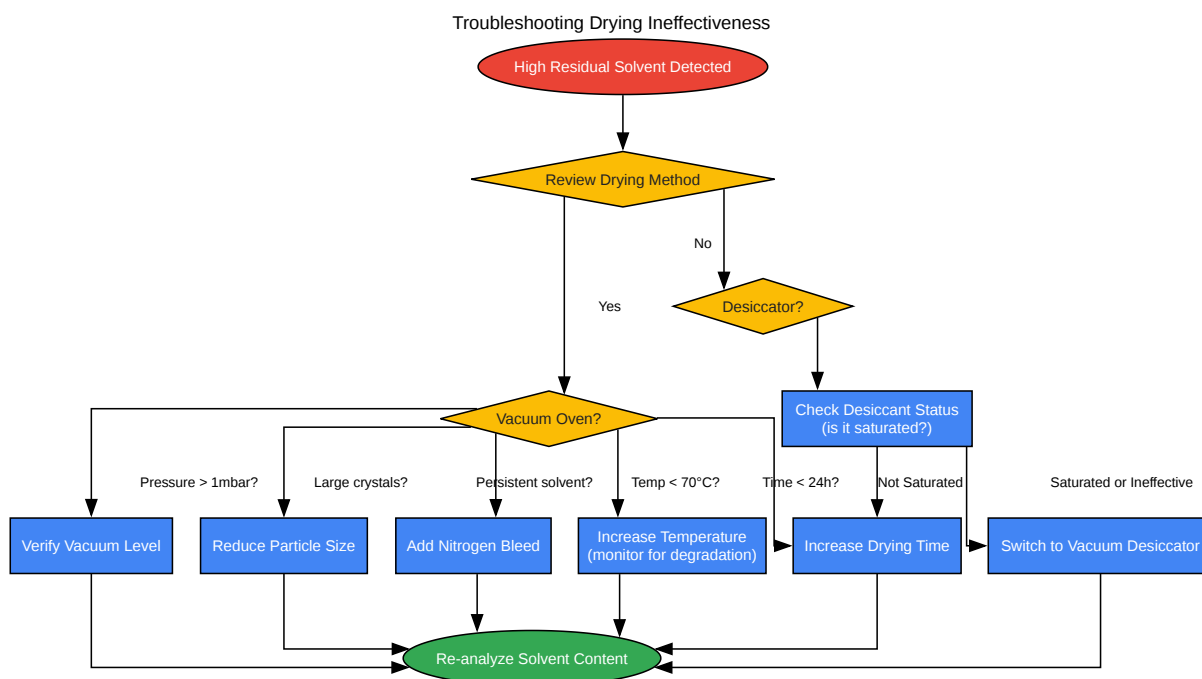 Troubleshooting Drying Ineffectiveness
High Residual Solvent Detected
Review Drying Method
No
Yes
Desiccator?
Vacuum Oven?
Check Desiccant Status
(is it saturated?)
Pressure > 1mbar?
Large crystals?
Persistent solvent?
Temp < 70°C?
Time < 24h?
Not Saturated
Saturated or Ineffective
Verify Vacuum Level
Reduce Particle Size
Add Nitrogen Bleed
Increase Temperature
(monitor for degradation)
Increase Drying Time
Switch to Vacuum Desiccator
Re-analyze Solvent Content